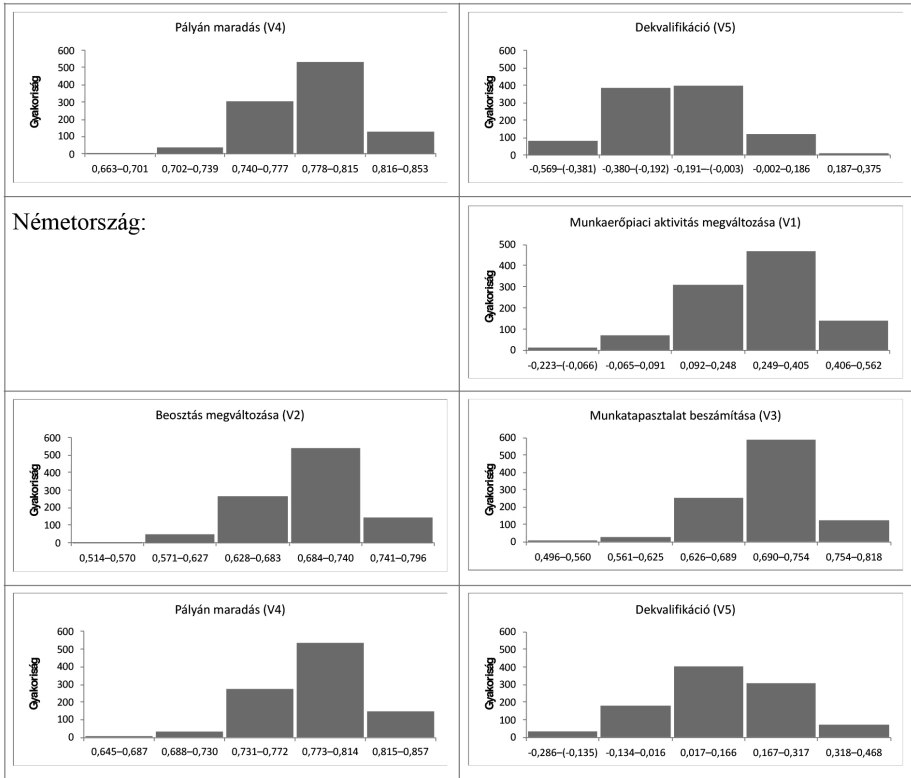 Pályán maradás (V4)
Gyakoriság
600
500
400
300
200
100
0
0,663–0,701 0,702–0,739 0,740–0,777 0,778–0,815 0,816–0,853
Dekvalifikáció (V5)
Gyakoriság
600
500
400
300
200
100
0
-0,569–(-0,381) -0,380–(-0,192) -0,191–(-0,003) -0,002–0,186 0,187–0,375
Németország:
Munkaerőpiaci aktivitás megváltozása (V1)
Gyakoriság
500
400
300
200
100
0
-0,223–(-0,066) -0,065–0,091 0,092–0,248 0,249–0,405 0,406–0,562
Beosztás megváltozása (V2)
Gyakoriság
600
500
400
300
200
100
0
0,514–0,570 0,571–0,627 0,628–0,683 0,684–0,740 0,741–0,796
Munkatapasztalat beszámítása (V3)
Gyakoriság
600
500
400
300
200
100
0
0,496–0,560 0,561–0,625 0,626–0,689 0,690–0,754 0,754–0,818
Pályán maradás (V4)
Gyakoriság
600
500
400
300
200
100
0
0,645–0,687 0,688–0,730 0,731–0,772 0,773–0,814 0,815–0,857
Dekvalifikáció (V5)
Gyakoriság
600
500
400
300
200
100
0
-0,286–(-0,135) -0,134–0,016 0,017–0,166 0,167–0,317 0,318–0,468